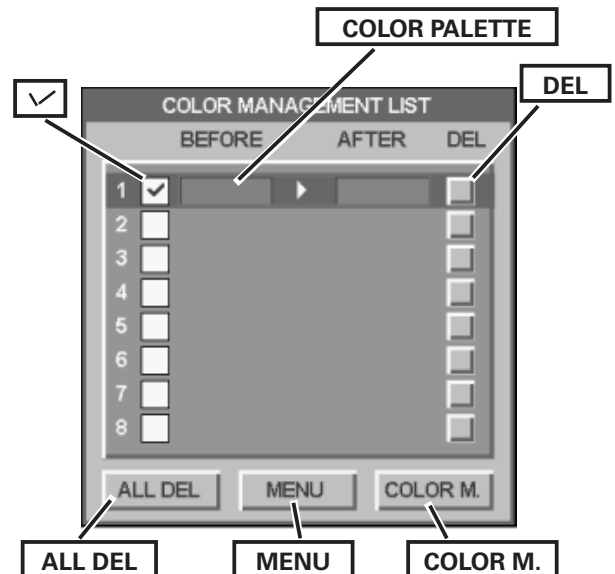 COLOR PALETTE
DEL
COLOR MANAGEMENT LIST
BEFORE AFTER DEL
1
2
3
4
5
6
7
8
ALL DEL MENU COLOR M.
ALL DEL MENU COLOR M.